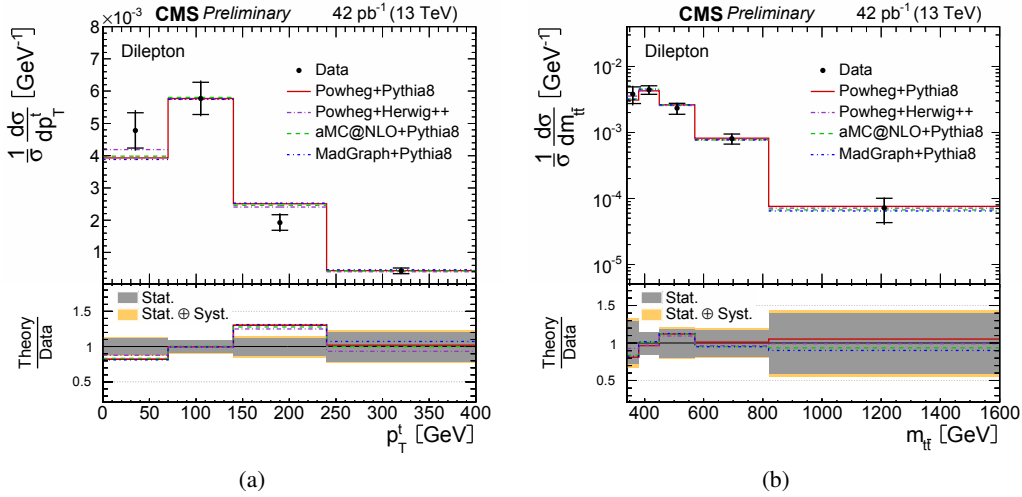 CMS Preliminary 42 pb⁻¹ (13 TeV)
×10⁻³
8
7
6
5
4
3
2
1
1/σ dσ/dp_T^t [GeV⁻¹]
Dilepton
Data
Powheg+Pythia8
Powheg+Herwig++
aMC@NLO+Pythia8
MadGraph+Pythia8
Theory/Data
1.5
1
0.5
Stat.
Stat. ⊕ Syst.
0 50 100 150 200 250 300 350 400
p_T^t [GeV]
(a)
CMS Preliminary 42 pb⁻¹ (13 TeV)
1/σ dσ/dm_tt̄ [GeV⁻¹]
10⁻²
10⁻³
10⁻⁴
10⁻⁵
Dilepton
Data
Powheg+Pythia8
Powheg+Herwig++
aMC@NLO+Pythia8
MadGraph+Pythia8
Theory/Data
1.5
1
0.5
Stat.
Stat. ⊕ Syst.
400 600 800 1000 1200 1400 1600
m_tt̄ [GeV]
(b)